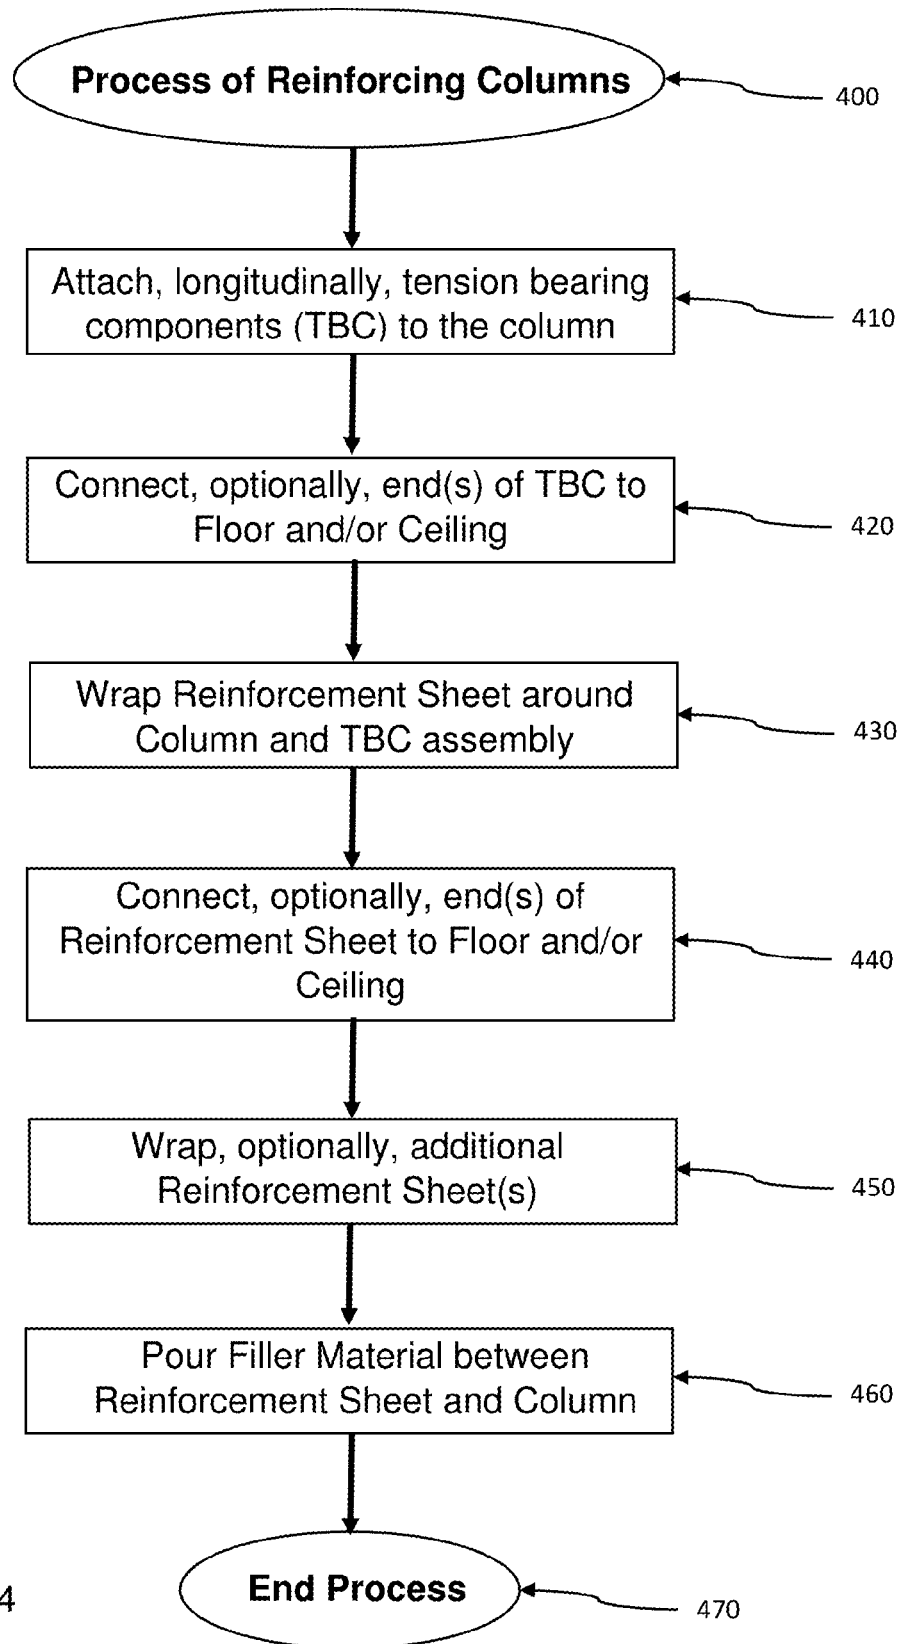 Process of Reinforcing Columns
400
Attach, longitudinally, tension bearing
components (TBC) to the column
410
Connect, optionally, end(s) of TBC to
Floor and/or Ceiling
420
Wrap Reinforcement Sheet around
Column and TBC assembly
430
Connect, optionally, end(s) of
Reinforcement Sheet to Floor and/or
Ceiling
440
Wrap, optionally, additional
Reinforcement Sheet(s)
450
Pour Filler Material between
Reinforcement Sheet and Column
460
End Process
470
4